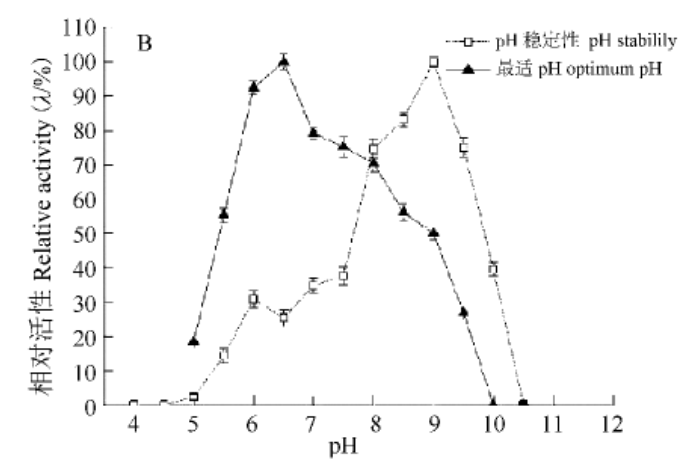 B
pH 稳定性 pH stabilily
最适 pH optimum pH
相对活性 Relative activity (λ/%)
110
100
90
80
70
60
50
40
30
20
10
0
4 5 6 7 8 9 10 11 12
pH